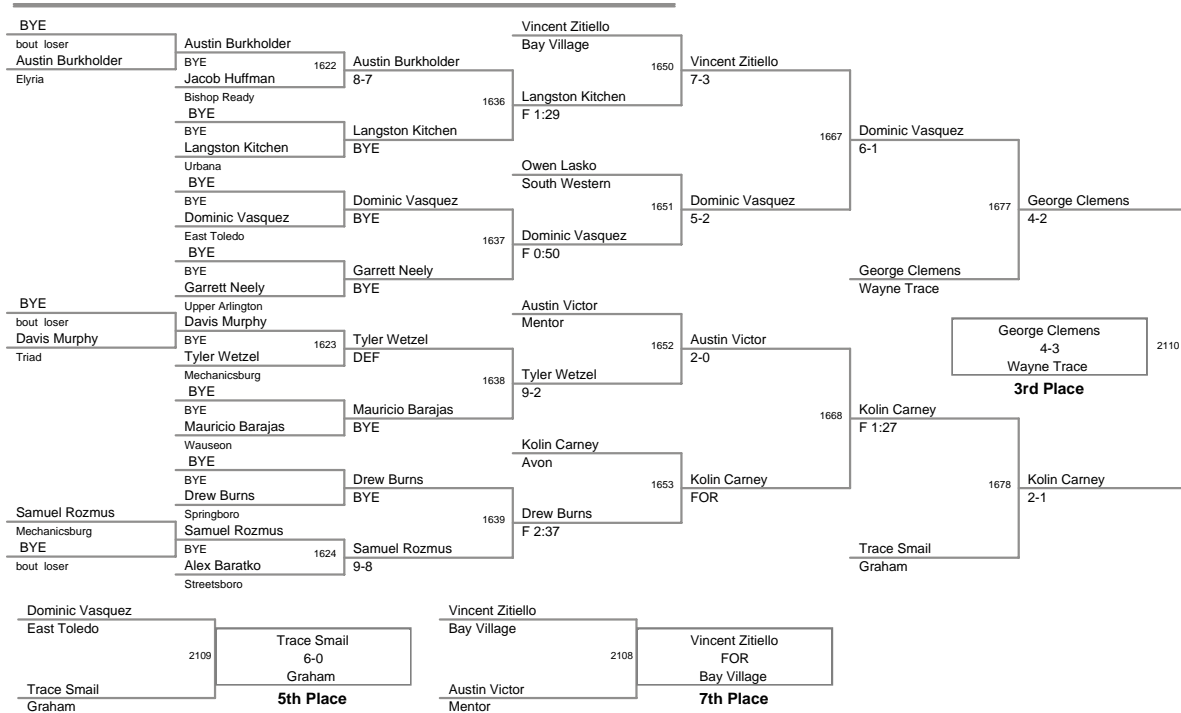 BYE
bout loser
Austin Burkholder
Elyria
BYE
bout loser
Davis Murphy
Triad
Samuel Rozmus
Mechanicsburg
BYE
bout loser
Austin Burkholder
BYE
1622
Jacob Huffman
Bishop Ready
BYE
BYE
Langston Kitchen
Urbana
BYE
BYE
Dominic Vasquez
East Toledo
BYE
BYE
Garrett Neely
Upper Arlington
Davis Murphy
BYE
1623
Tyler Wetzel
Mechanicsburg
BYE
BYE
Mauricio Barajas
Wauseon
BYE
BYE
Drew Burns
Springboro
Samuel Rozmus
BYE
1624
Alex Baratko
Streetsboro
Austin Burkholder
8-7
1636
Langston Kitchen
BYE
Dominic Vasquez
BYE
1637
Garrett Neely
BYE
Tyler Wetzel
DEF
1638
Mauricio Barajas
BYE
Drew Burns
BYE
1639
Samuel Rozmus
9-8
Vincent Zitiello
Bay Village
1650
Langston Kitchen
F 1:29
Owen Lasko
South Western
1651
Dominic Vasquez
F 0:50
Austin Victor
Mentor
1652
Tyler Wetzel
9-2
Kolin Carney
Avon
1653
Drew Burns
F 2:37
Vincent Zitiello
7-3
1667
Dominic Vasquez
5-2
Austin Victor
2-0
1668
Kolin Carney
FOR
Dominic Vasquez
6-1
1677
George Clemens
Wayne Trace
Kolin Carney
F 1:27
1678
Trace Smail
Graham
George Clemens
4-2
George Clemens
4-3
Wayne Trace
2110
3rd Place
Kolin Carney
2-1
Dominic Vasquez
East Toledo
2109
Trace Smail
Graham
Trace Smail
6-0
Graham
5th Place
Vincent Zitiello
Bay Village
2108
Austin Victor
Mentor
Vincent Zitiello
FOR
Bay Village
7th Place